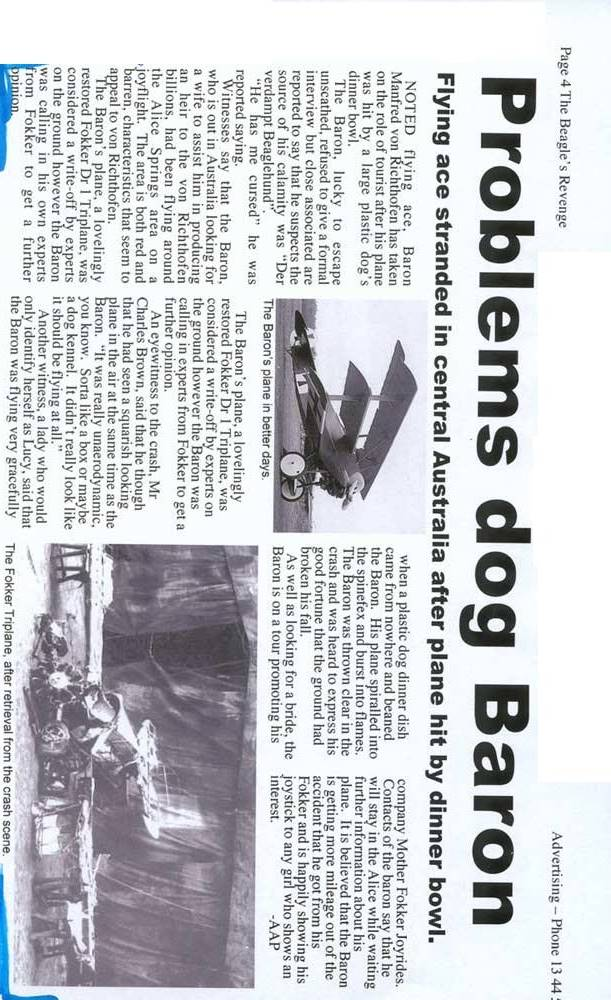 Page 4 The Beagle's Revenge
Advertising – Phone 13 44
Problems dog Baron
Flying ace stranded in central Australia after plane hit by dinner bowl.
NOTED flying ace, Baron
Manfred von Richthofen has taken
on the role of tourist after his plane
was hit by a large plastic dog's
dinner bowl.
The Baron, lucky to escape
unscathed, refused to give a formal
interview but close associated are
reported to say that he suspects the
source of his calamity was "Der
verdampt Beaglehund".
"He has me cursed" he was
reported saying.
Witnesses say that the Baron,
who is out in Australia looking for
a wife to assist him in producing
an heir to the von Richthofen
billions, had been flying around
the Alice Springs area on a
joyflight. The area is both red and
barren, characteristics that seem to
appeal to von Richthofen.
The Baron's plane, a lovelingly
restored Fokker Dr 1 Triplane, was
considered a write-off by experts
on the ground however the Baron
was calling in his own experts
from Fokker to get a further
opinion.
The Baron's plane in better days.
The Baron's plane, a lovelingly
restored Fokker Dr 1 Triplane, was
considered a write-off by experts on
the ground however the Baron was
calling in experts from Fokker to get a
further opinion.
An eyewitness to the crash, Mr
Charles Brown, said that he though
that he had seen a squarish looking
plane in the air at the same time as the
Baron. "It was really unaerodynamic,
you know. Sorta like a box or maybe
a dog kennel. It didn't really look like
it should be flying at all.
Another witness, a lady who would
only identify herself as Lucy, said that
the Baron was flying very gracefully
when a plastic dog dinner dish
came from nowhere and beaned
the Baron. His plane spiralled into
the spinefex and burst into flames.
The Baron was thrown clear in the
crash and was heard to express his
good fortune that the ground had
broken his fall.
As well as looking for a bride, the
Baron is on a tour promoting his
company Mother Fokker Joyrides.
Contacts of the baron say that he
will stay in the Alice while waiting
further information about his
plane. It is believed that the Baron
is getting more mileage out of the
accident that he got from his
Fokker and is happily showing his
joystick to any girl who shows an
interest.
-AAP
The Fokker Triplane, after retrieval from the crash scene.